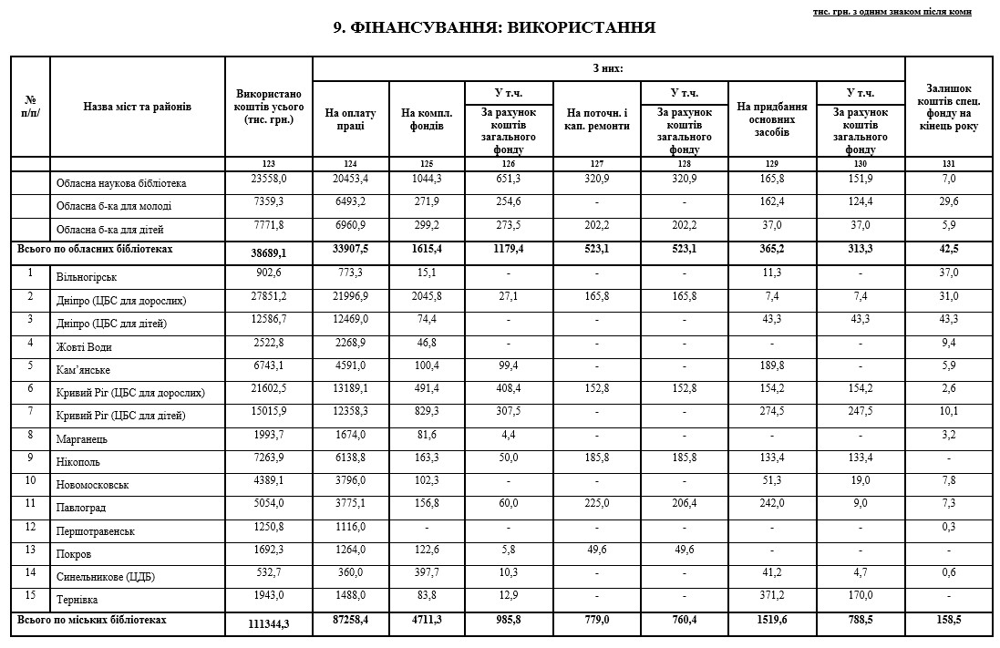 тис. грн. з одним знаком після коми
9. ФІНАНСУВАННЯ: ВИКОРИСТАННЯ
№ п/п/ Назва міст та районів Використано коштів усього (тис. грн.) З них: Залишок коштів спец. фонду на кінець року
На оплату праці На компл. фондів У т.ч. На поточн. і кап. ремонти У т.ч. На придбання основних засобів У т.ч.
За рахунок коштів загального фонду За рахунок коштів загального фонду За рахунок коштів загального фонду
123 124 125 126 127 128 129 130 131
Обласна наукова бібліотека 23558,0 20453,4 1044,3 651,3 320,9 320,9 165,8 151,9 7,0
Обласна б-ка для молоді 7359,3 6493,2 271,9 254,6 - - 162,4 124,4 29,6
Обласна б-ка для дітей 7771,8 6960,9 299,2 273,5 202,2 202,2 37,0 37,0 5,9
Всього по обласних бібліотеках 38689,1 33907,5 1615,4 1179,4 523,1 523,1 365,2 313,3 42,5
1 Вільногірськ 902,6 773,3 15,1 - - - 11,3 - 37,0
2 Дніпро (ЦБС для дорослих) 27851,2 21996,9 2045,8 27,1 165,8 165,8 7,4 7,4 31,0
3 Дніпро (ЦБС для дітей) 12586,7 12469,0 74,4 - - - 43,3 43,3 43,3
4 Жовті Води 2522,8 2268,9 46,8 - - - - - 9,4
5 Кам’янське 6743,1 4591,0 100,4 99,4 - - 189,8 - 5,9
6 Кривий Ріг (ЦБС для дорослих) 21602,5 13189,1 491,4 408,4 152,8 152,8 154,2 154,2 2,6
7 Кривий Ріг (ЦБС для дітей) 15015,9 12358,3 829,3 307,5 - - 274,5 247,5 10,1
8 Марганець 1993,7 1674,0 81,6 4,4 - - - - 3,2
9 Нікополь 7263,9 6138,8 163,3 50,0 185,8 185,8 133,4 133,4 -
10 Новомосковськ 4389,1 3796,0 102,3 - - - 51,3 19,0 7,8
11 Павлоград 5054,0 3775,1 156,8 60,0 225,0 206,4 242,0 9,0 7,3
12 Першотравенськ 1250,8 1116,0 - - - - - - 0,3
13 Покров 1692,3 1264,0 122,6 5,8 49,6 49,6 - - -
14 Синельникове (ЦДБ) 532,7 360,0 397,7 10,3 - - 41,2 4,7 0,6
15 Тернівка 1943,0 1488,0 83,8 12,9 - - 371,2 170,0 -
Всього по міських бібліотеках 111344,3 87258,4 4711,3 985,8 779,0 760,4 1519,6 788,5 158,5